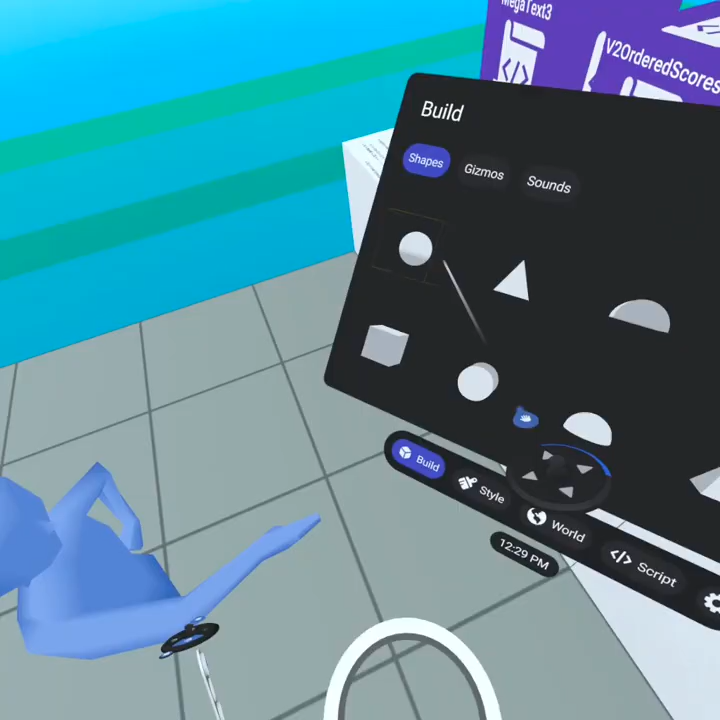 MegaText3
V2OrderedScores
Build
Shapes
Gizmos
Sounds
Build
Style
World
Script
12:29 PM